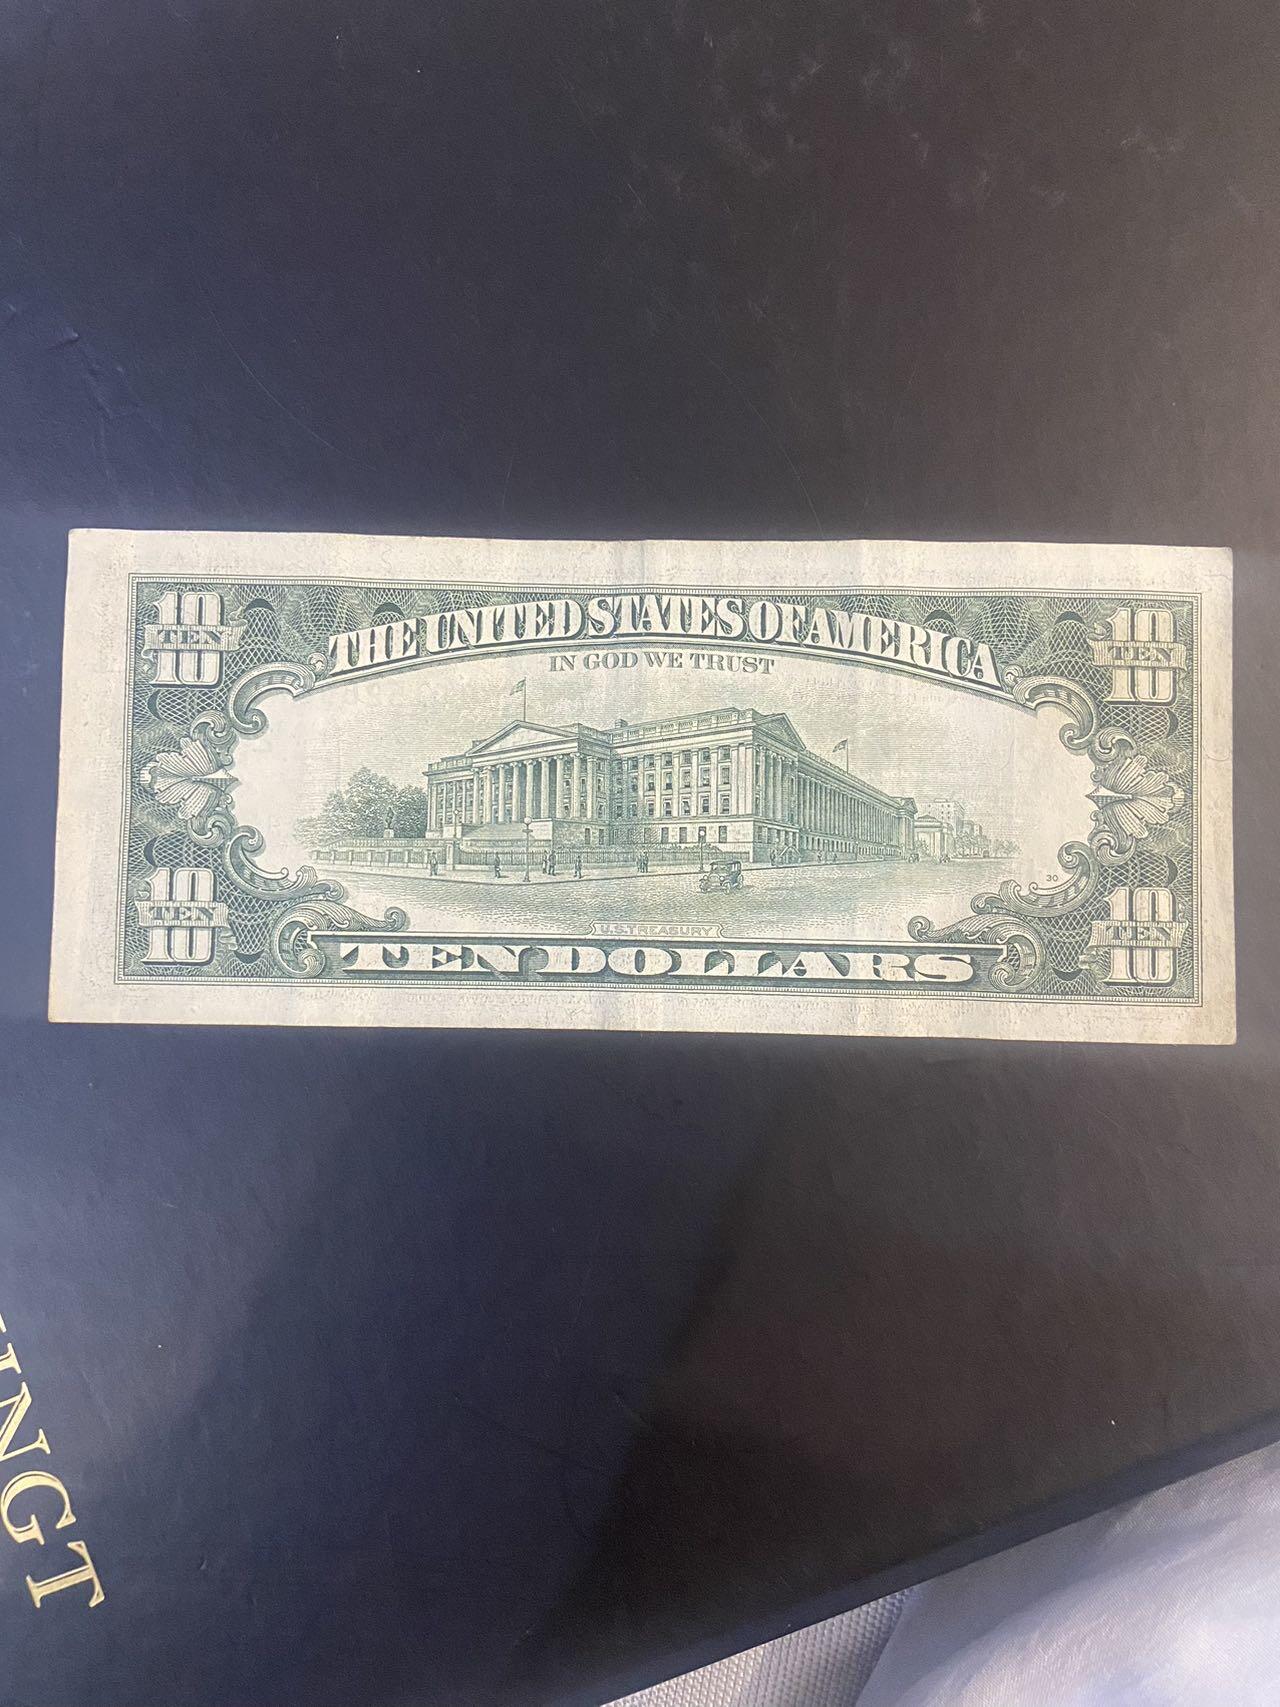 10 TEN 10
THE UNITED STATES OF AMERICA
10 TEN 10
IN GOD WE TRUST
30
10 TEN 10
U.S. TREASURY
10 TEN 10
TEN DOLLARS
INGT